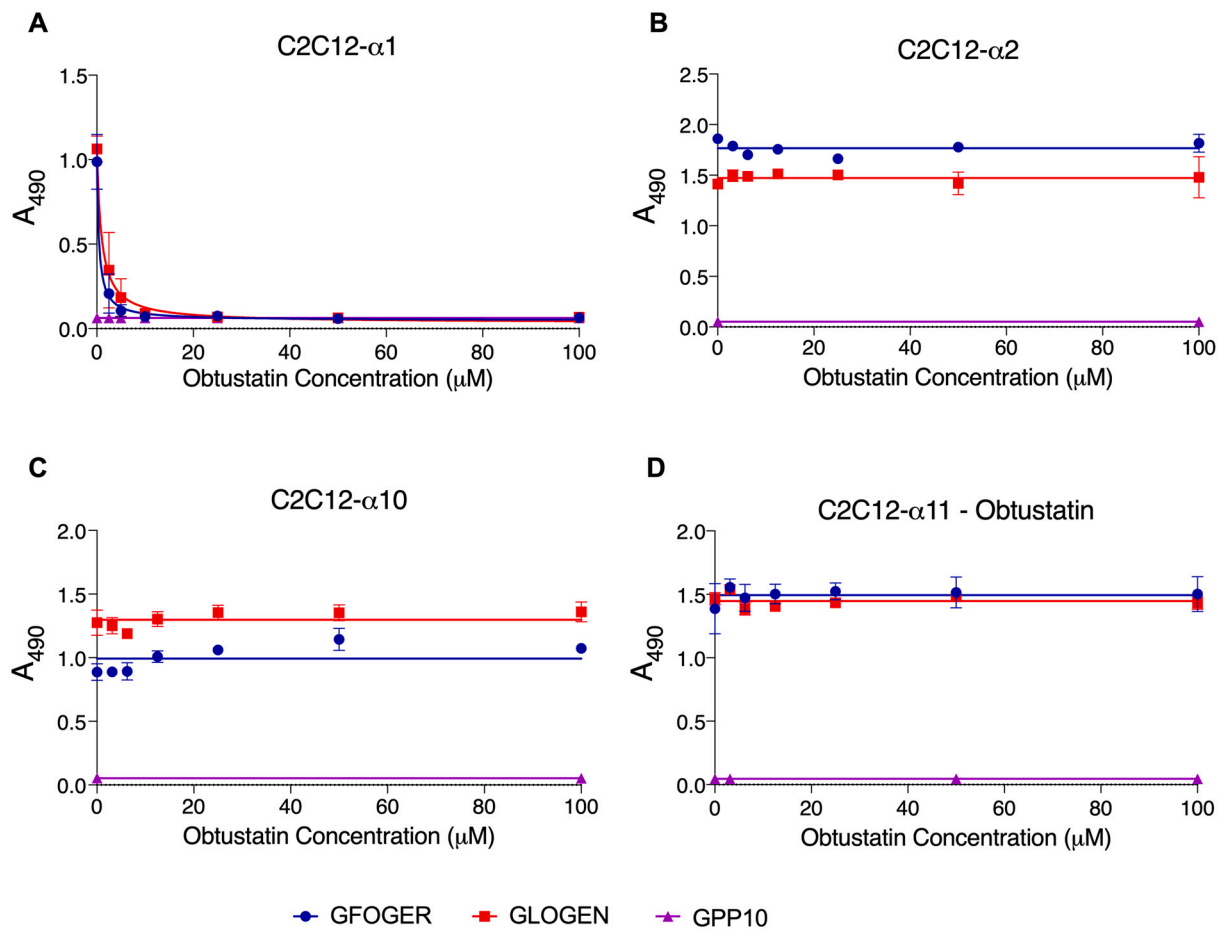 A
C2C12-α1
A490
1.5
1.0
0.5
0.0
0 20 40 60 80 100
Obtustatin Concentration (μM)
B
C2C12-α2
A490
2.5
2.0
1.5
1.0
0.5
0.0
0 20 40 60 80 100
Obtustatin Concentration (μM)
C
C2C12-α10
A490
2.0
1.5
1.0
0.5
0.0
0 20 40 60 80 100
Obtustatin Concentration (μM)
D
C2C12-α11 - Obtustatin
A490
2.0
1.5
1.0
0.5
0.0
0 20 40 60 80 100
Obtustatin Concentration (μM)
GFOGER GLOGEN GPP10